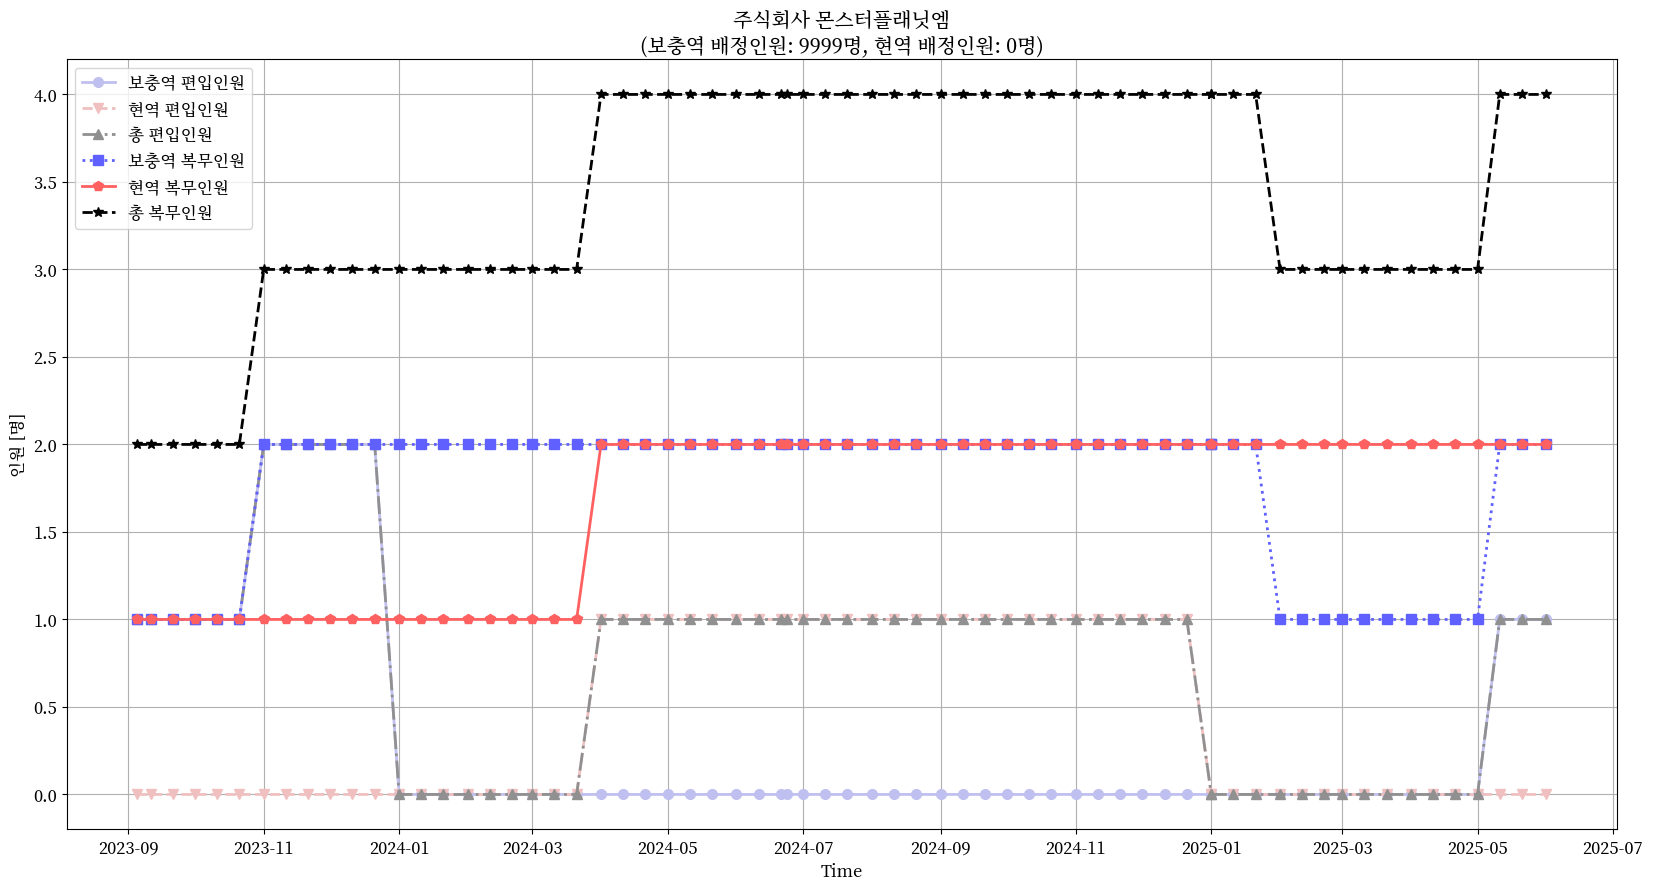 주식회사 몬스터플래닛엠
(보충역 배정인원: 9999명, 현역 배정인원: 0명)
보충역 편입인원
현역 편입인원
총 편입인원
보충역 복무인원
현역 복무인원
총 복무인원
4.0
3.5
3.0
2.5
2.0
1.5
1.0
0.5
0.0
인원 [명]
2023-09 2023-11 2024-01 2024-03 2024-05 2024-07 2024-09 2024-11 2025-01 2025-03 2025-05 2025-07
Time